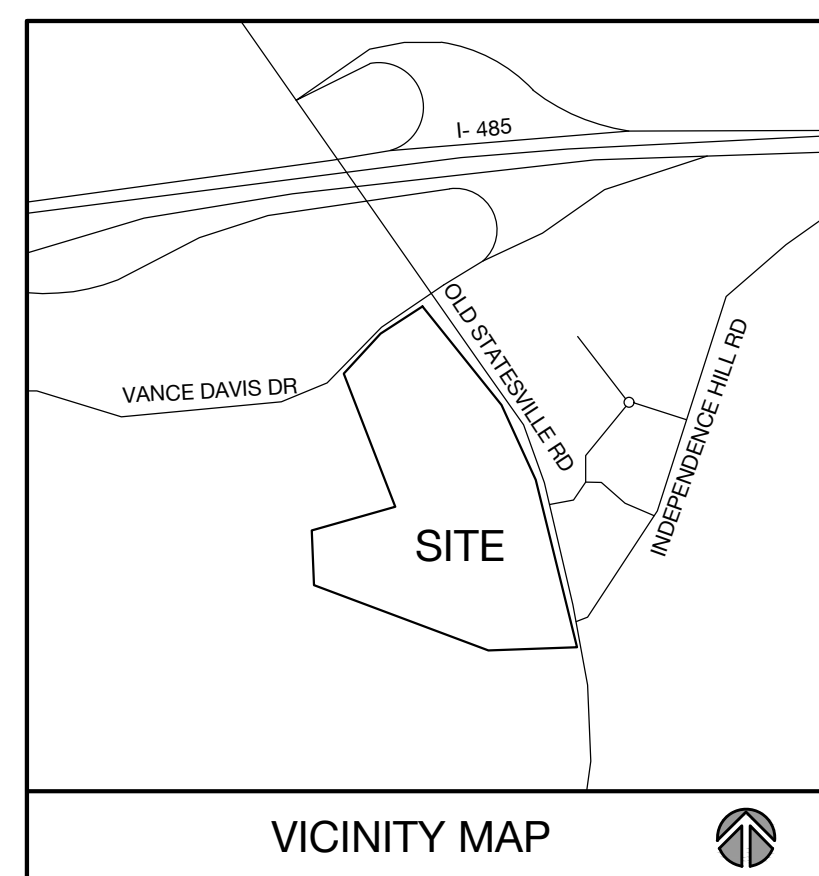 I- 485
OLD STATESVILLE RD
INDEPENDENCE HILL RD
VANCE DAVIS DR
SITE
VICINITY MAP